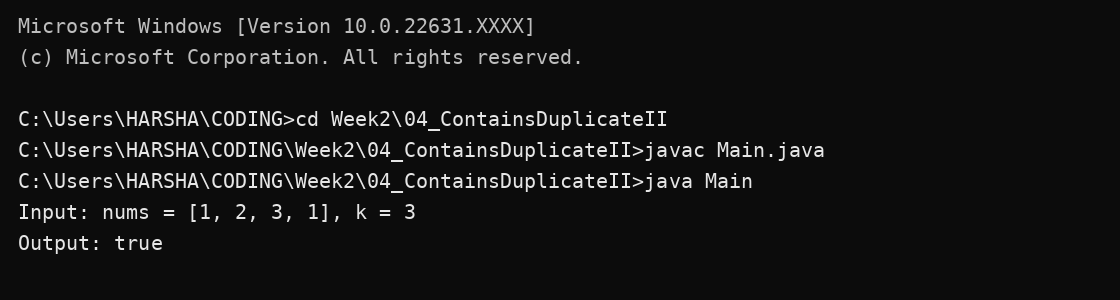 Microsoft Windows [Version 10.0.22631.XXXX]
(c) Microsoft Corporation. All rights reserved.
C:\Users\HARSHA\CODING>cd Week2\04_ContainsDuplicateII
C:\Users\HARSHA\CODING\Week2\04_ContainsDuplicateII>javac Main.java
C:\Users\HARSHA\CODING\Week2\04_ContainsDuplicateII>java Main
Input: nums = [1, 2, 3, 1], k = 3
Output: true